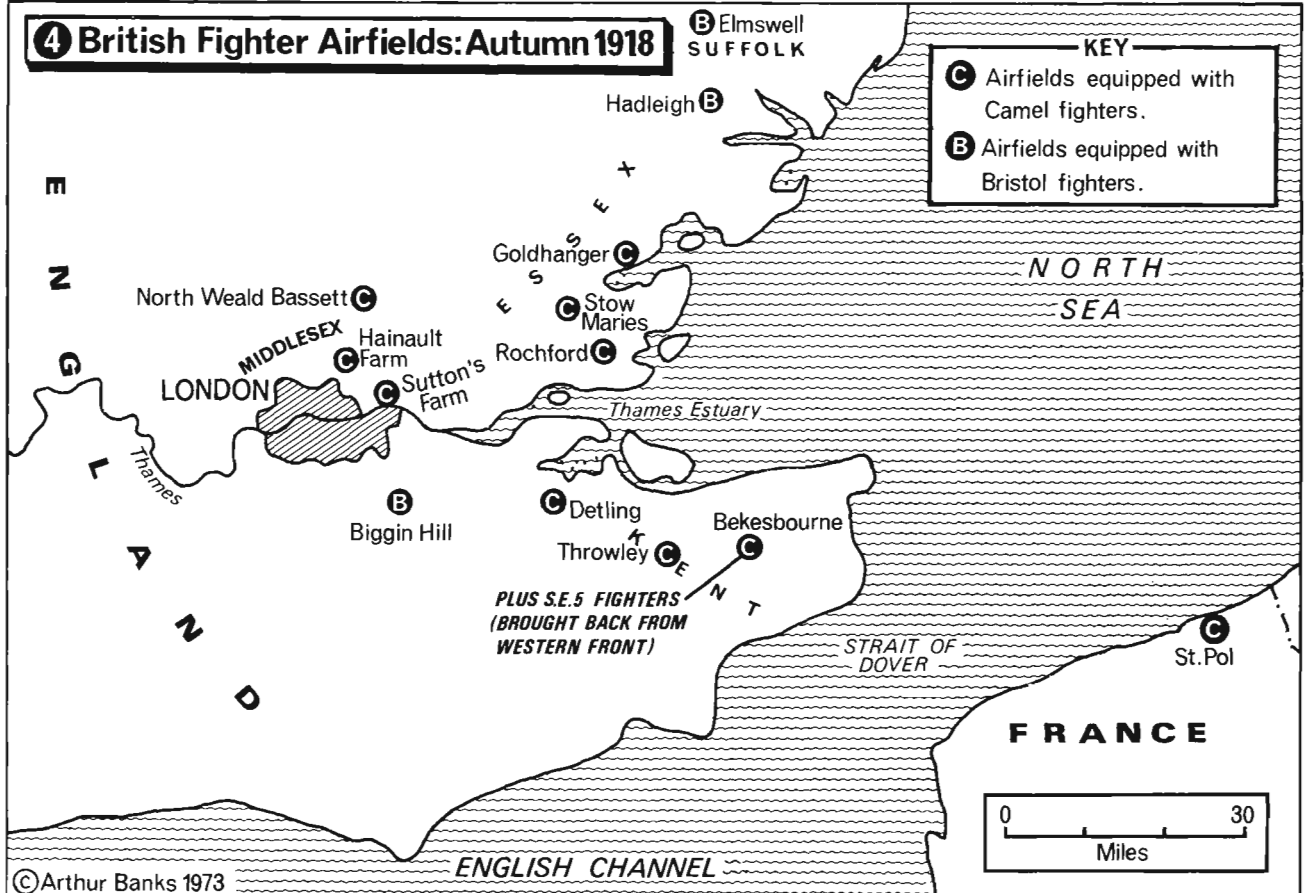 4 British Fighter Airfields: Autumn 1918
B Elmswell
SUFFOLK
KEY
C Airfields equipped with
Camel fighters.
B Airfields equipped with
Bristol fighters.
Hadleigh B
ENGLAND
ESSEX
Goldhanger C
NORTH
SEA
North Weald Bassett C
C Stow
Maries
MIDDLESEX
Hainault
C Farm
Rochford C
LONDON
C Sutton's
Farm
Thames Estuary
Thames
B
Biggin Hill
C Detling
Bekesbourne
C
Throwley C
KENT
PLUS S.E.5 FIGHTERS
(BROUGHT BACK FROM
WESTERN FRONT)
STRAIT OF
DOVER
C
St.Pol
FRANCE
0 30
Miles
ENGLISH CHANNEL
© Arthur Banks 1973